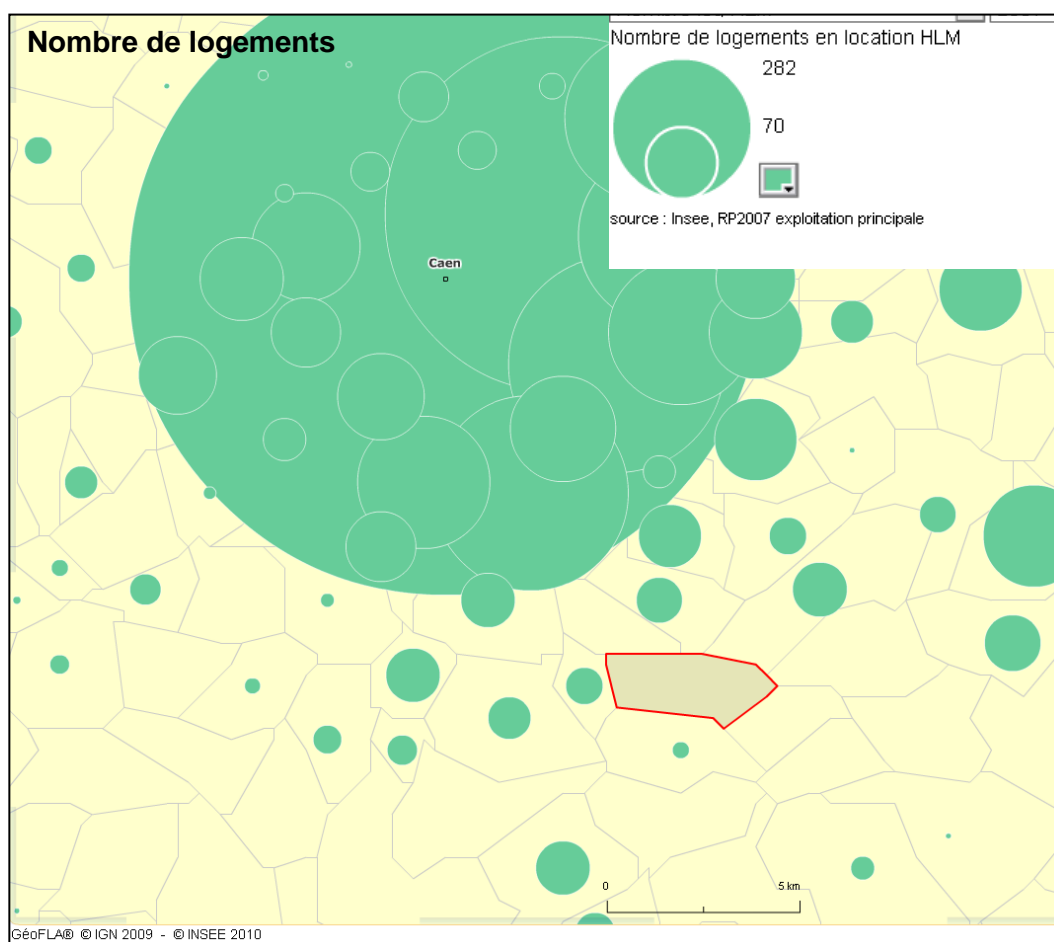 Nombre de logements
Nombre de logements en location HLM
282
70
source : Insee, RP2007 exploitation principale
Caen
0
5 km
GéoFLA® © IGN 2009 - © INSEE 2010